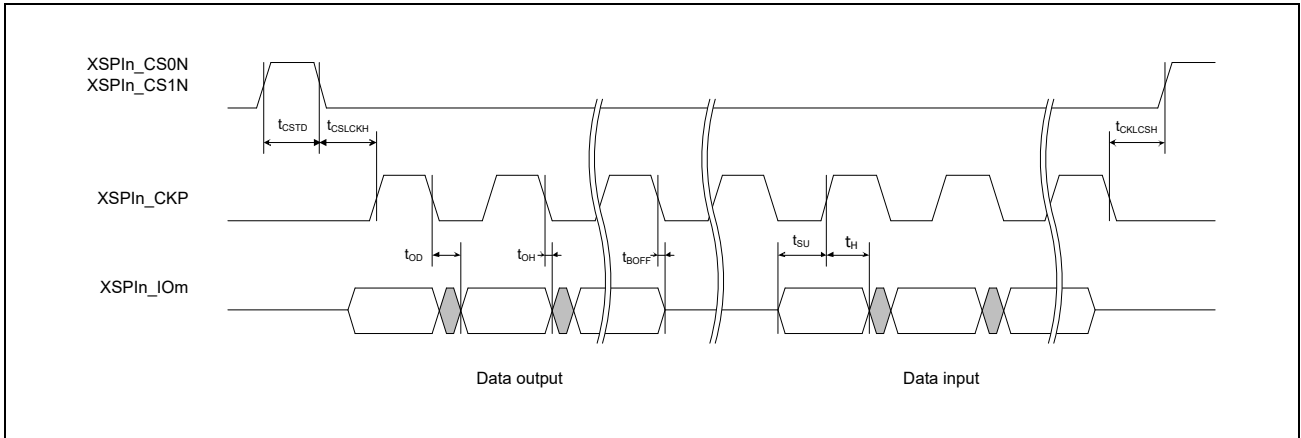 XSPIn_CS0N
XSPIn_CS1N
tCSTD
tCSLCKH
tCKLCSH
XSPIn_CKP
tOD
tOH
tBOFF
tSU
tH
XSPIn_IOm
Data output
Data input